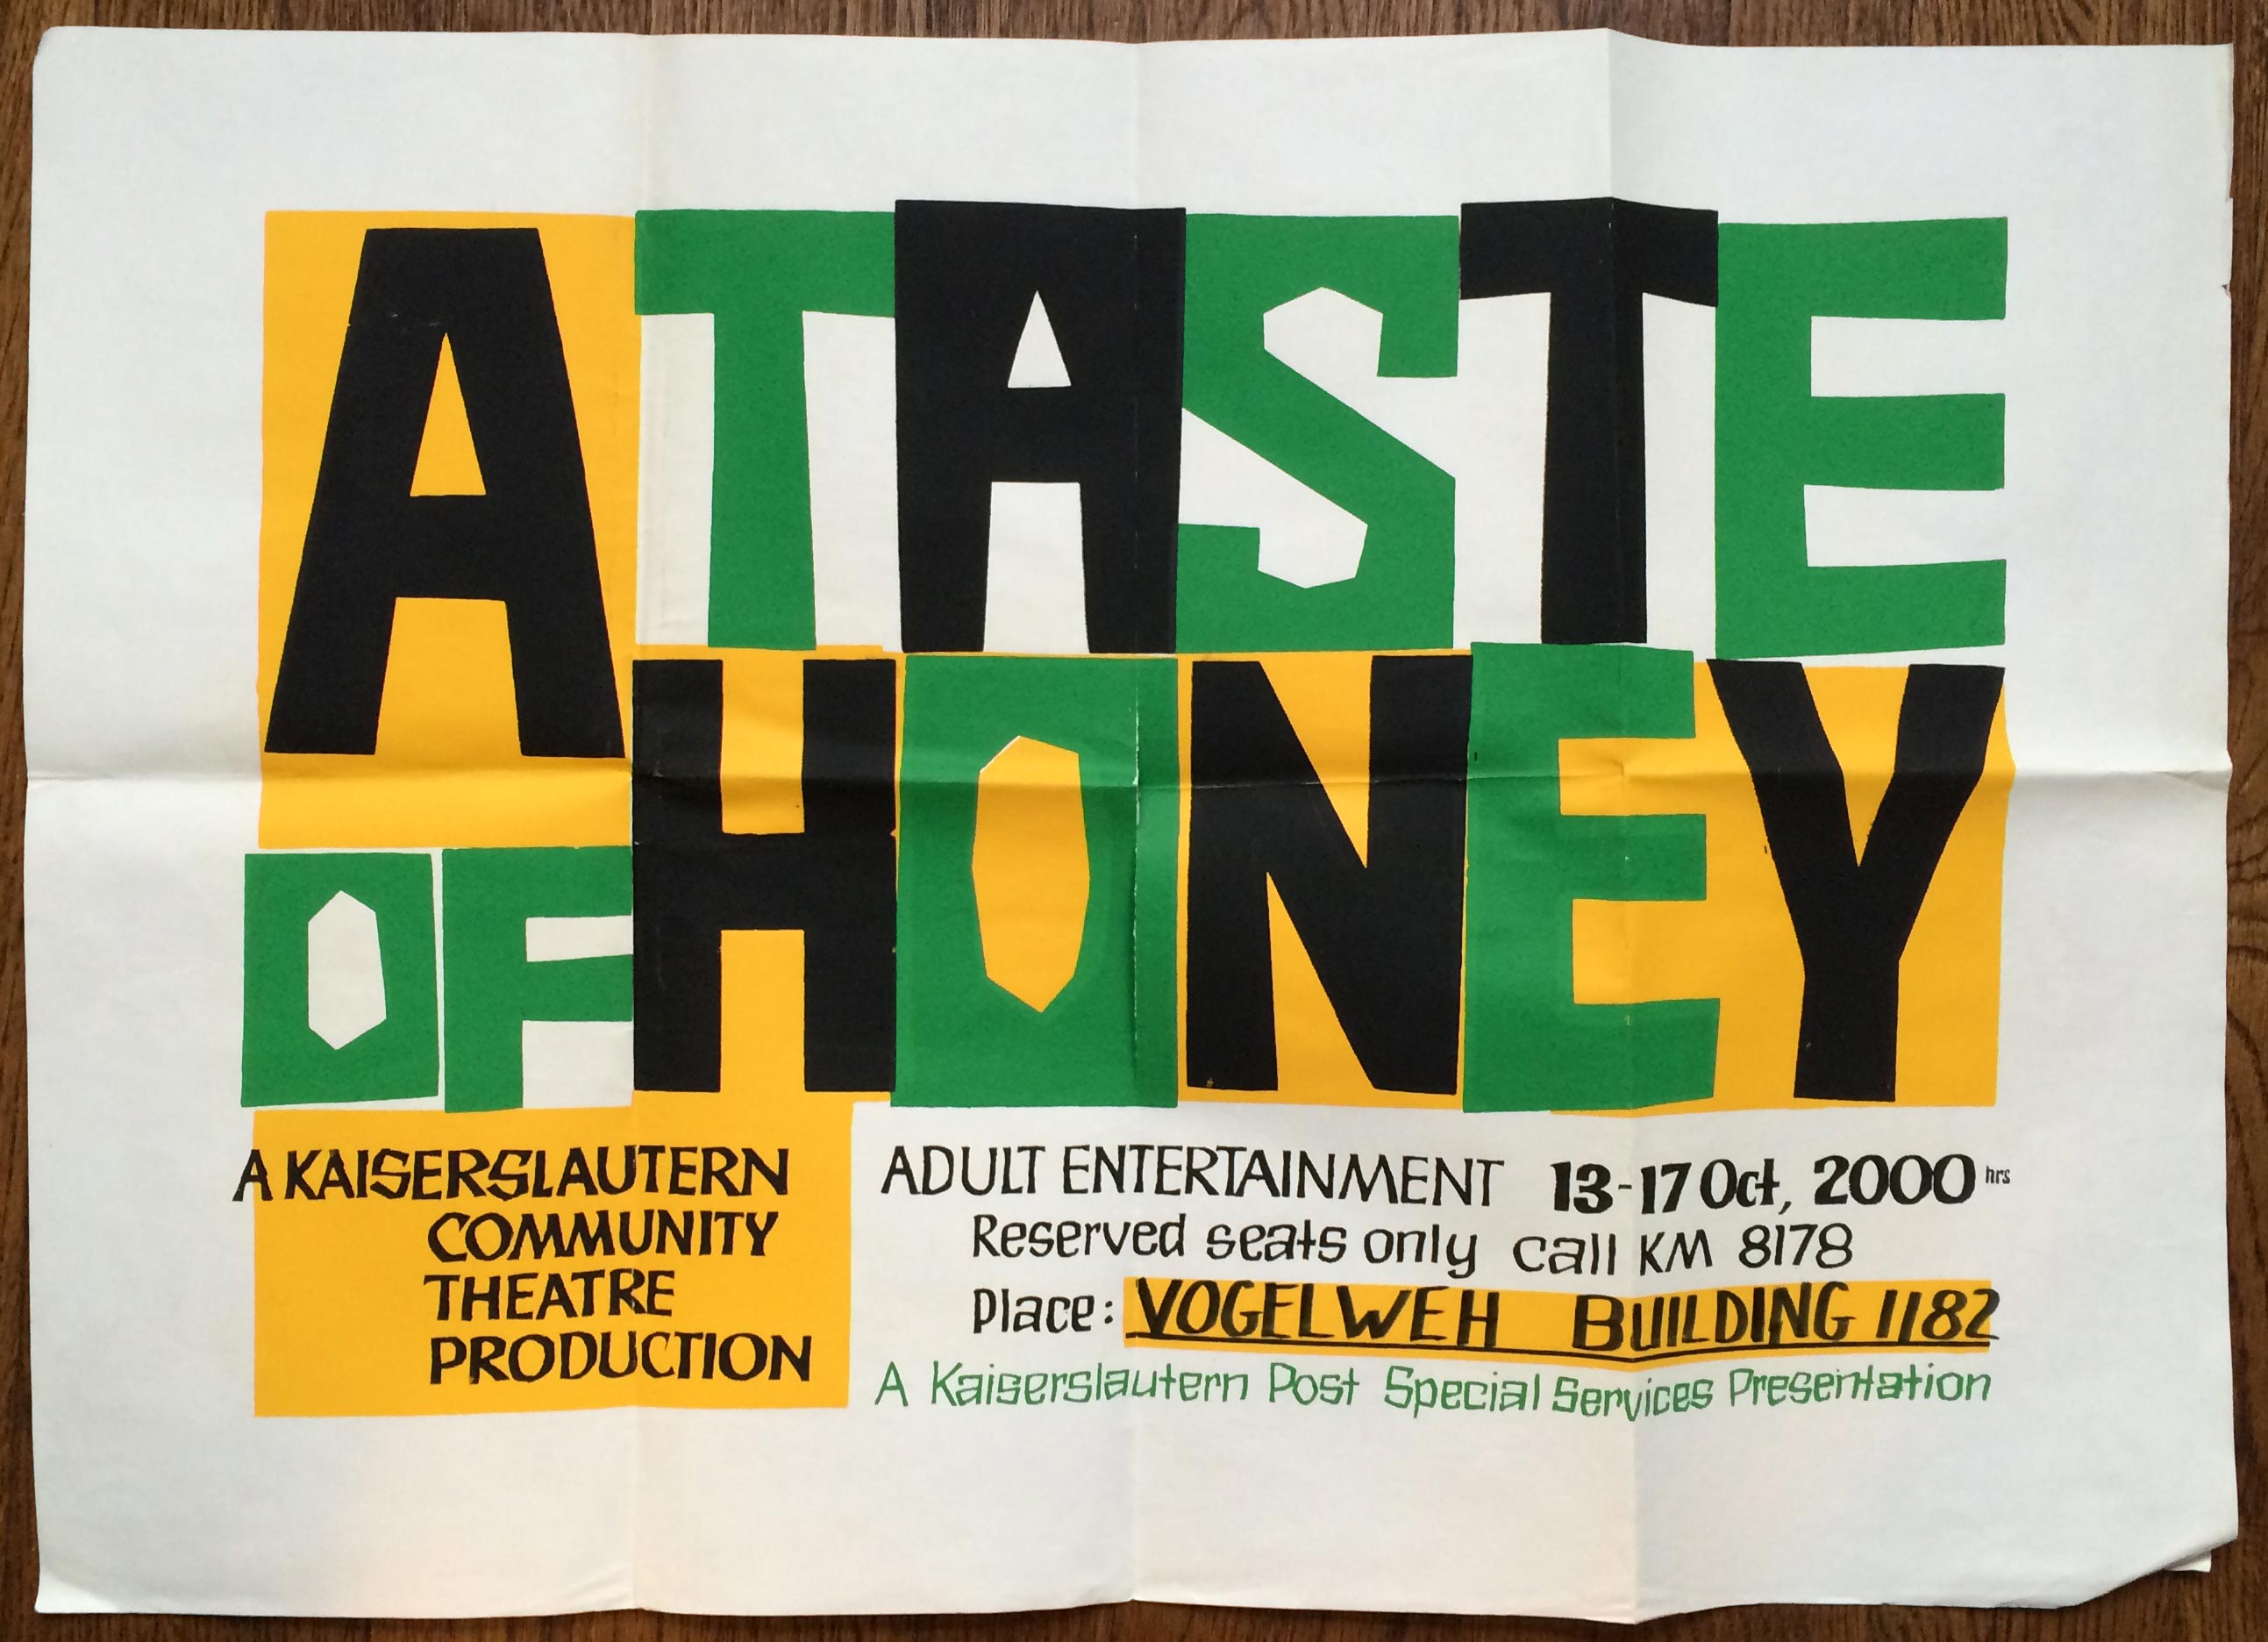 A TASTE
OF HONEY
A KAISERSLAUTERN
COMMUNITY
THEATRE
PRODUCTION
ADULT ENTERTAINMENT 13-17 Oct, 2000 hrs
Reserved seats only call KM 8178
Place: VOGELWEH BUILDING 1182
A Kaiserslautern Post Special Services Presentation